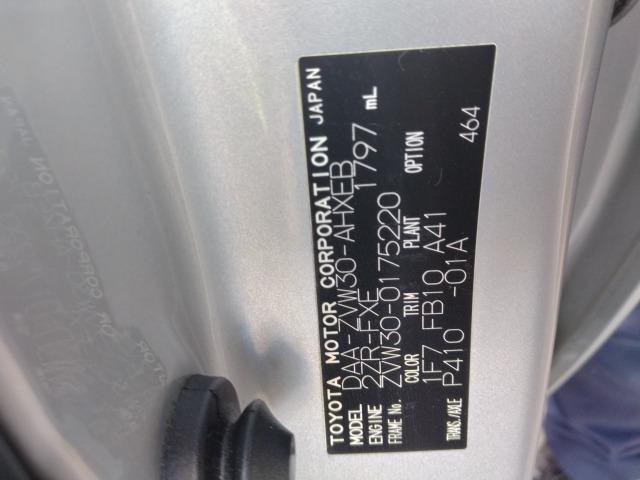 TOYOTA MOTOR CORPORATION JAPAN
MODEL DAA-ZVW30-AHXEB
ENGINE 2ZR-FXE 1797 mL
FRAME No. ZVW30-0175220
COLOR TRIM PLANT OPTION
1F7 FB10 A41
TRANS./AXLE P410 -01A 464